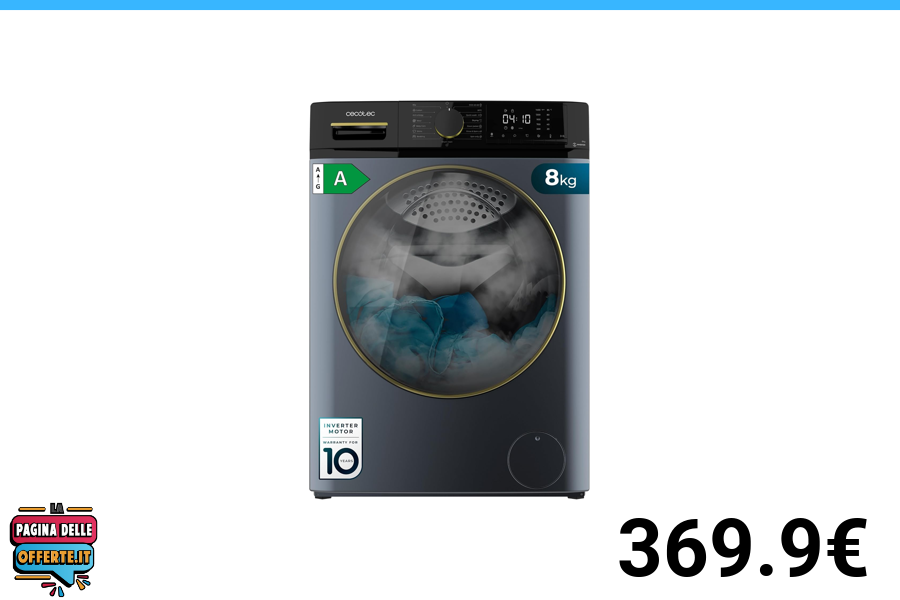 cecotec
04:10
A
G
A
8kg
INVERTER
MOTOR
WARRANTY FOR
10 YEARS
LA
PAGINA DELLE
OFFERTE.IT
369.9€